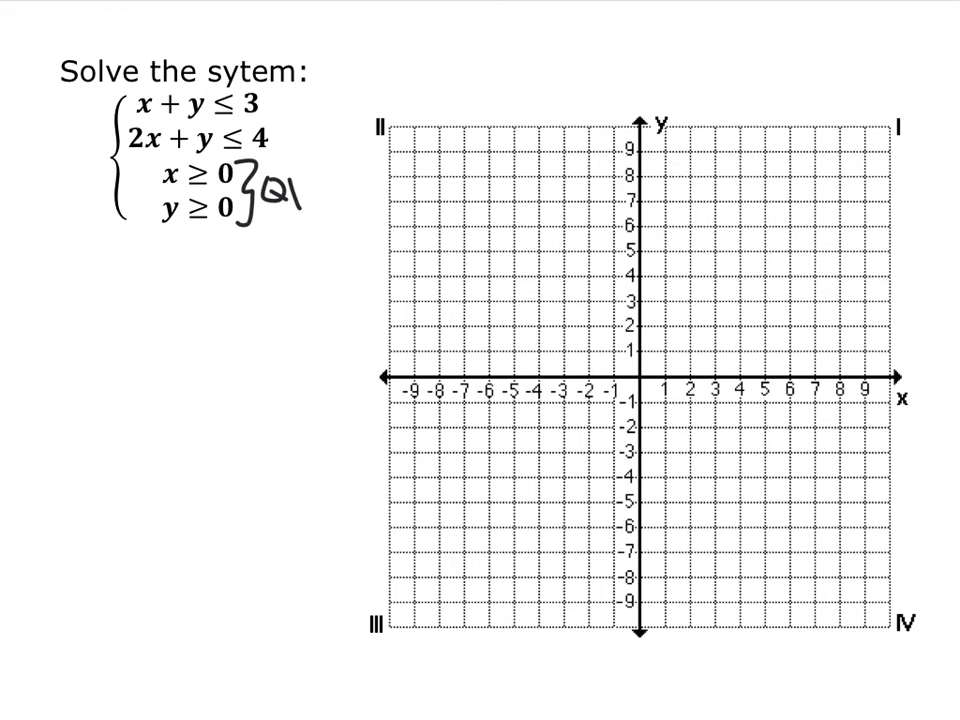 Solve the sytem:
x + y ≤ 3
2x + y ≤ 4
x ≥ 0
y ≥ 0
} Q1
II
y
I
9
8
7
6
5
4
3
2
1
-9 -8 -7 -6 -5 -4 -3 -2 -1 1 2 3 4 5 6 7 8 9
x
-1
-2
-3
-4
-5
-6
-7
-8
-9
III
IV